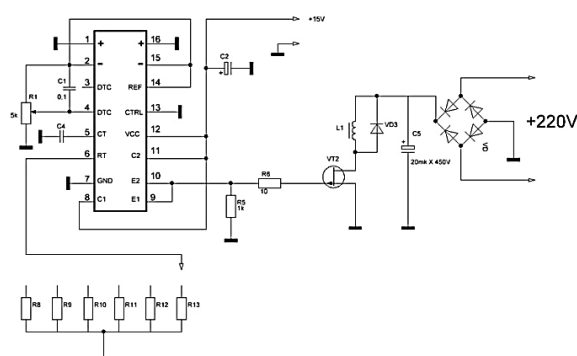 +15V
1 + + 16
2 - - 15
3 DTC REF 14
4 DTC CTRL 13
5 CT VCC 12
6 RT C2 11
7 GND E2 10
8 C1 E1 9
R1
5k
C1
0,1
C4
C2
+
R5
1k
R6
10
VT2
L1
VD3
C5
+
20mk X 450V
VD
+220V
R8
R9
R10
R11
R12
R13